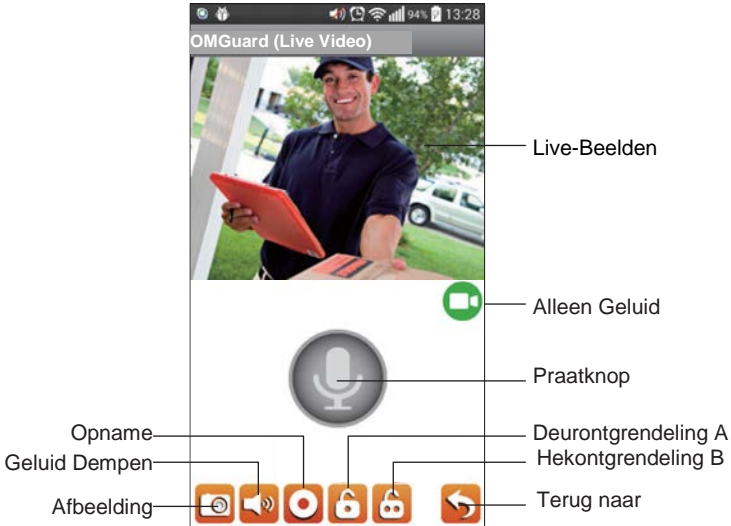 94% 13:28
OMGuard (Live Video)
Live-Beelden
Alleen Geluid
Praatknop
Opname
Geluid Dempen
Afbeelding
Deurontgrendeling A
Hekontgrendeling B
Terug naar